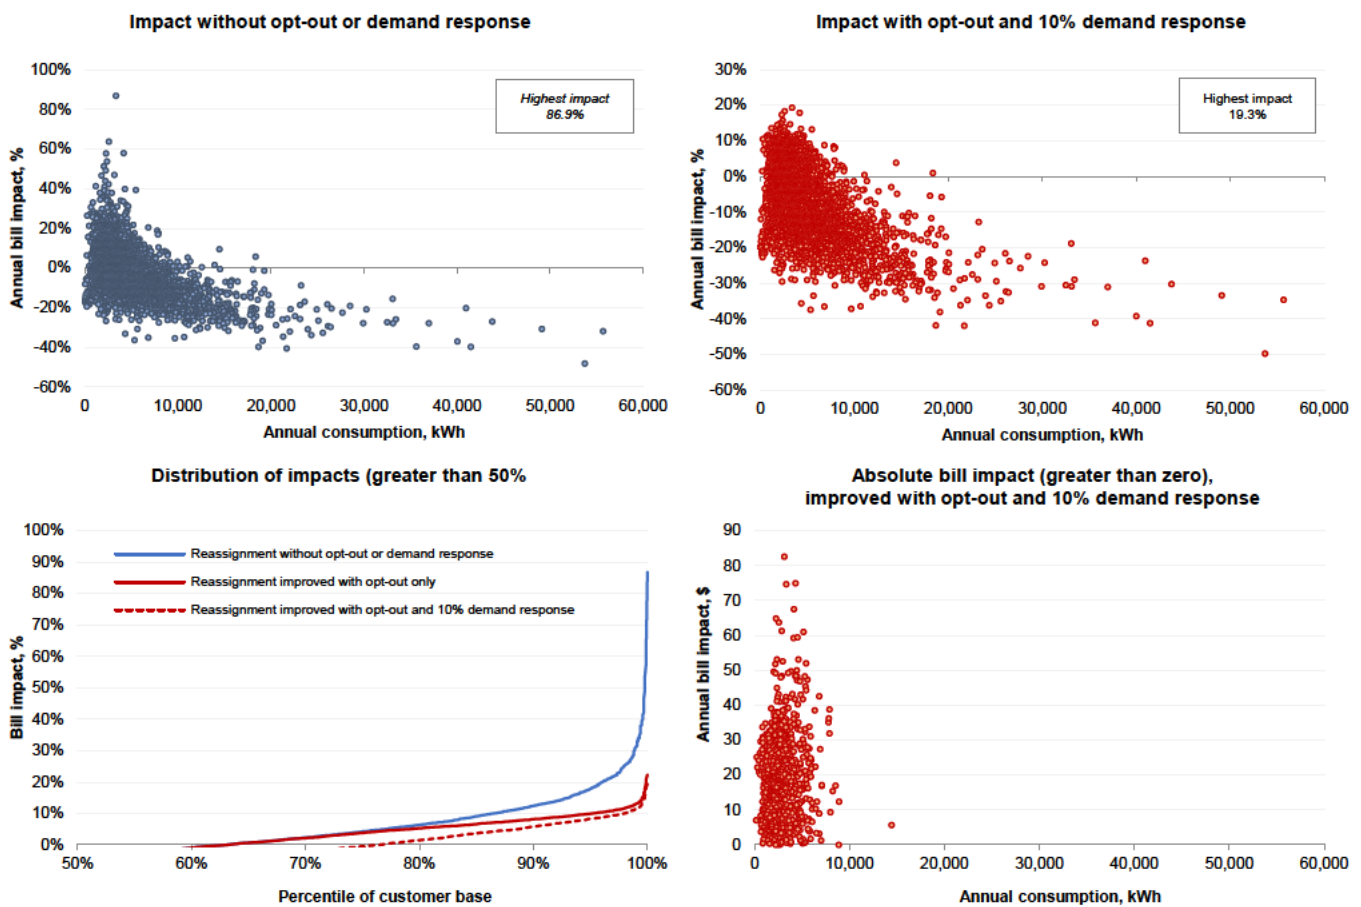 Impact without opt-out or demand response
100%
80%
60%
40%
20%
0%
-20%
-40%
-60%
Annual bill impact, %
Highest impact
86.9%
0 10,000 20,000 30,000 40,000 50,000 60,000
Annual consumption, kWh
Impact with opt-out and 10% demand response
30%
20%
10%
0%
-10%
-20%
-30%
-40%
-50%
-60%
Annual bill impact, %
Highest impact
19.3%
0 10,000 20,000 30,000 40,000 50,000 60,000
Annual consumption, kWh
Distribution of impacts (greater than 50%
100%
90%
80%
70%
60%
50%
40%
30%
20%
10%
0%
Bill impact, %
Reassignment without opt-out or demand response
Reassignment improved with opt-out only
Reassignment improved with opt-out and 10% demand response
50% 60% 70% 80% 90% 100%
Percentile of customer base
Absolute bill impact (greater than zero),
improved with opt-out and 10% demand response
90
80
70
60
50
40
30
20
10
0
Annual bill impact, $
0 10,000 20,000 30,000 40,000 50,000 60,000
Annual consumption, kWh